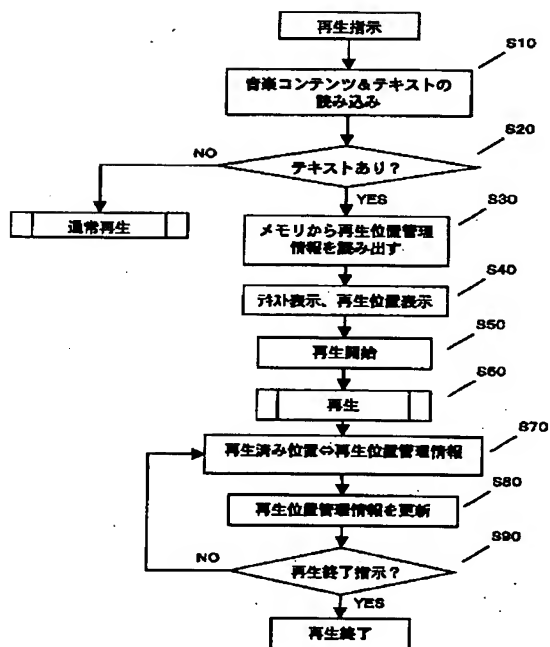 再生指示
S10
音楽コンテンツ&テキストの
読み込み
S20
テキストあり?
NO
YES
通常再生
S30
メモリから再生位置管理
情報を読み出す
S40
テキスト表示、再生位置表示
S50
再生開始
S60
再生
S70
再生済み位置⇔再生位置管理情報
S80
再生位置管理情報を更新
S90
再生終了指示?
NO
YES
再生終了